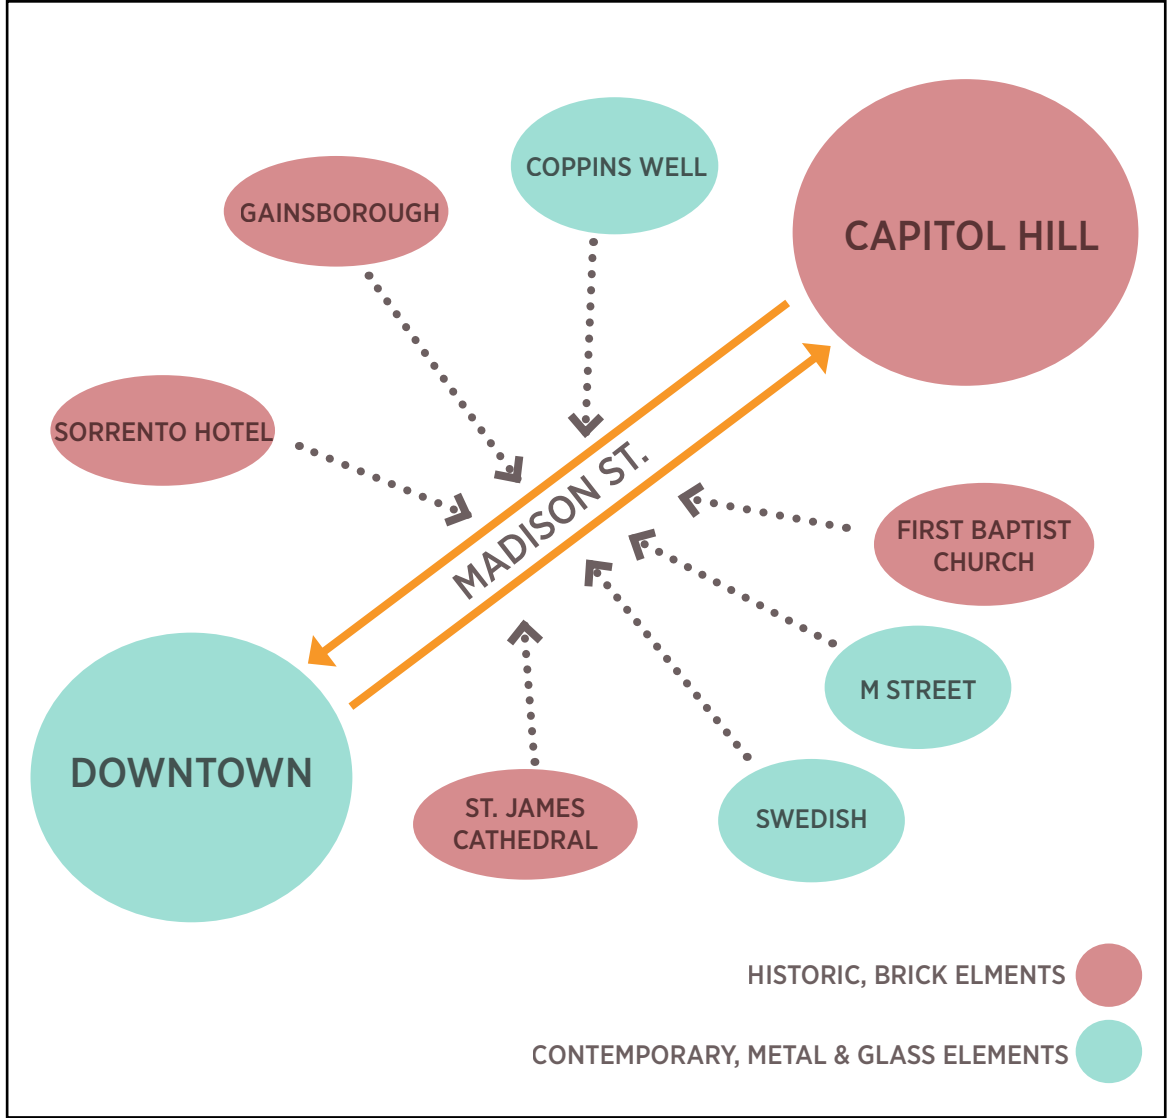 COPPINS WELL
GAINSBOROUGH
CAPITOL HILL
SORRENTO HOTEL
MADISON ST.
FIRST BAPTIST
CHURCH
M STREET
DOWNTOWN
ST. JAMES
CATHEDRAL
SWEDISH
HISTORIC, BRICK ELMENTS
CONTEMPORARY, METAL & GLASS ELEMENTS